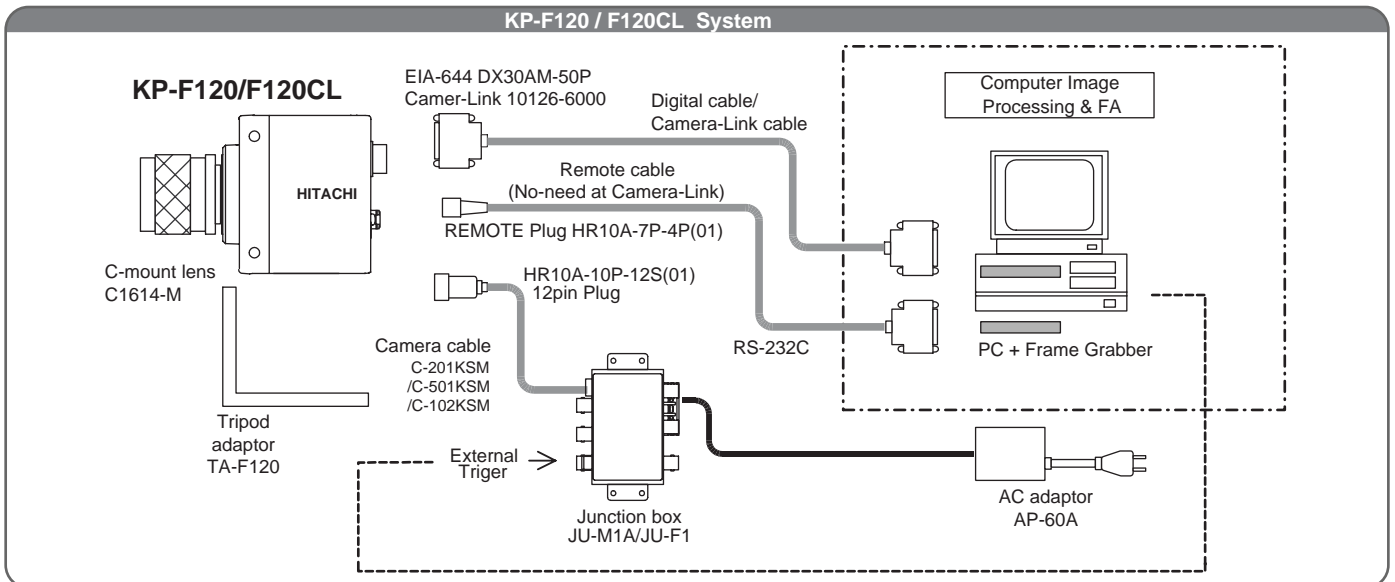 KP-F120 / F120CL System
KP-F120/F120CL
HITACHI
C-mount lens
C1614-M
Tripod
adaptor
TA-F120
EIA-644 DX30AM-50P
Camer-Link 10126-6000
Digital cable/
Camera-Link cable
Remote cable
(No-need at Camera-Link)
REMOTE Plug HR10A-7P-4P(01)
HR10A-10P-12S(01)
12pin Plug
Camera cable
C-201KSM
/C-501KSM
/C-102KSM
RS-232C
External
Triger
Junction box
JU-M1A/JU-F1
Computer Image
Processing & FA
PC + Frame Grabber
AC adaptor
AP-60A